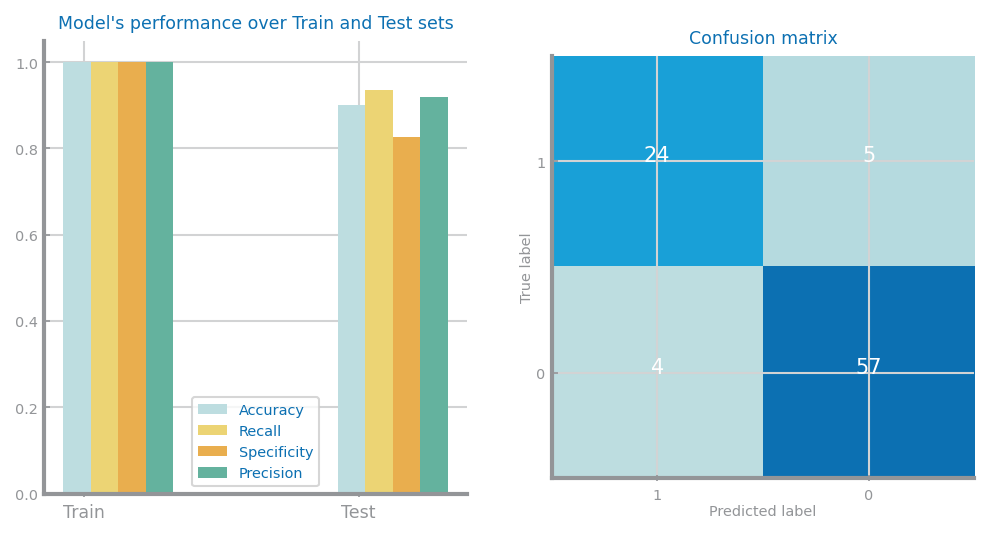 Model's performance over Train and Test sets
1.0
0.8
0.6
0.4
0.2
0.0
Accuracy
Recall
Specificity
Precision
Train
Test
Confusion matrix
True label
1
0
24
5
4
57
1
0
Predicted label